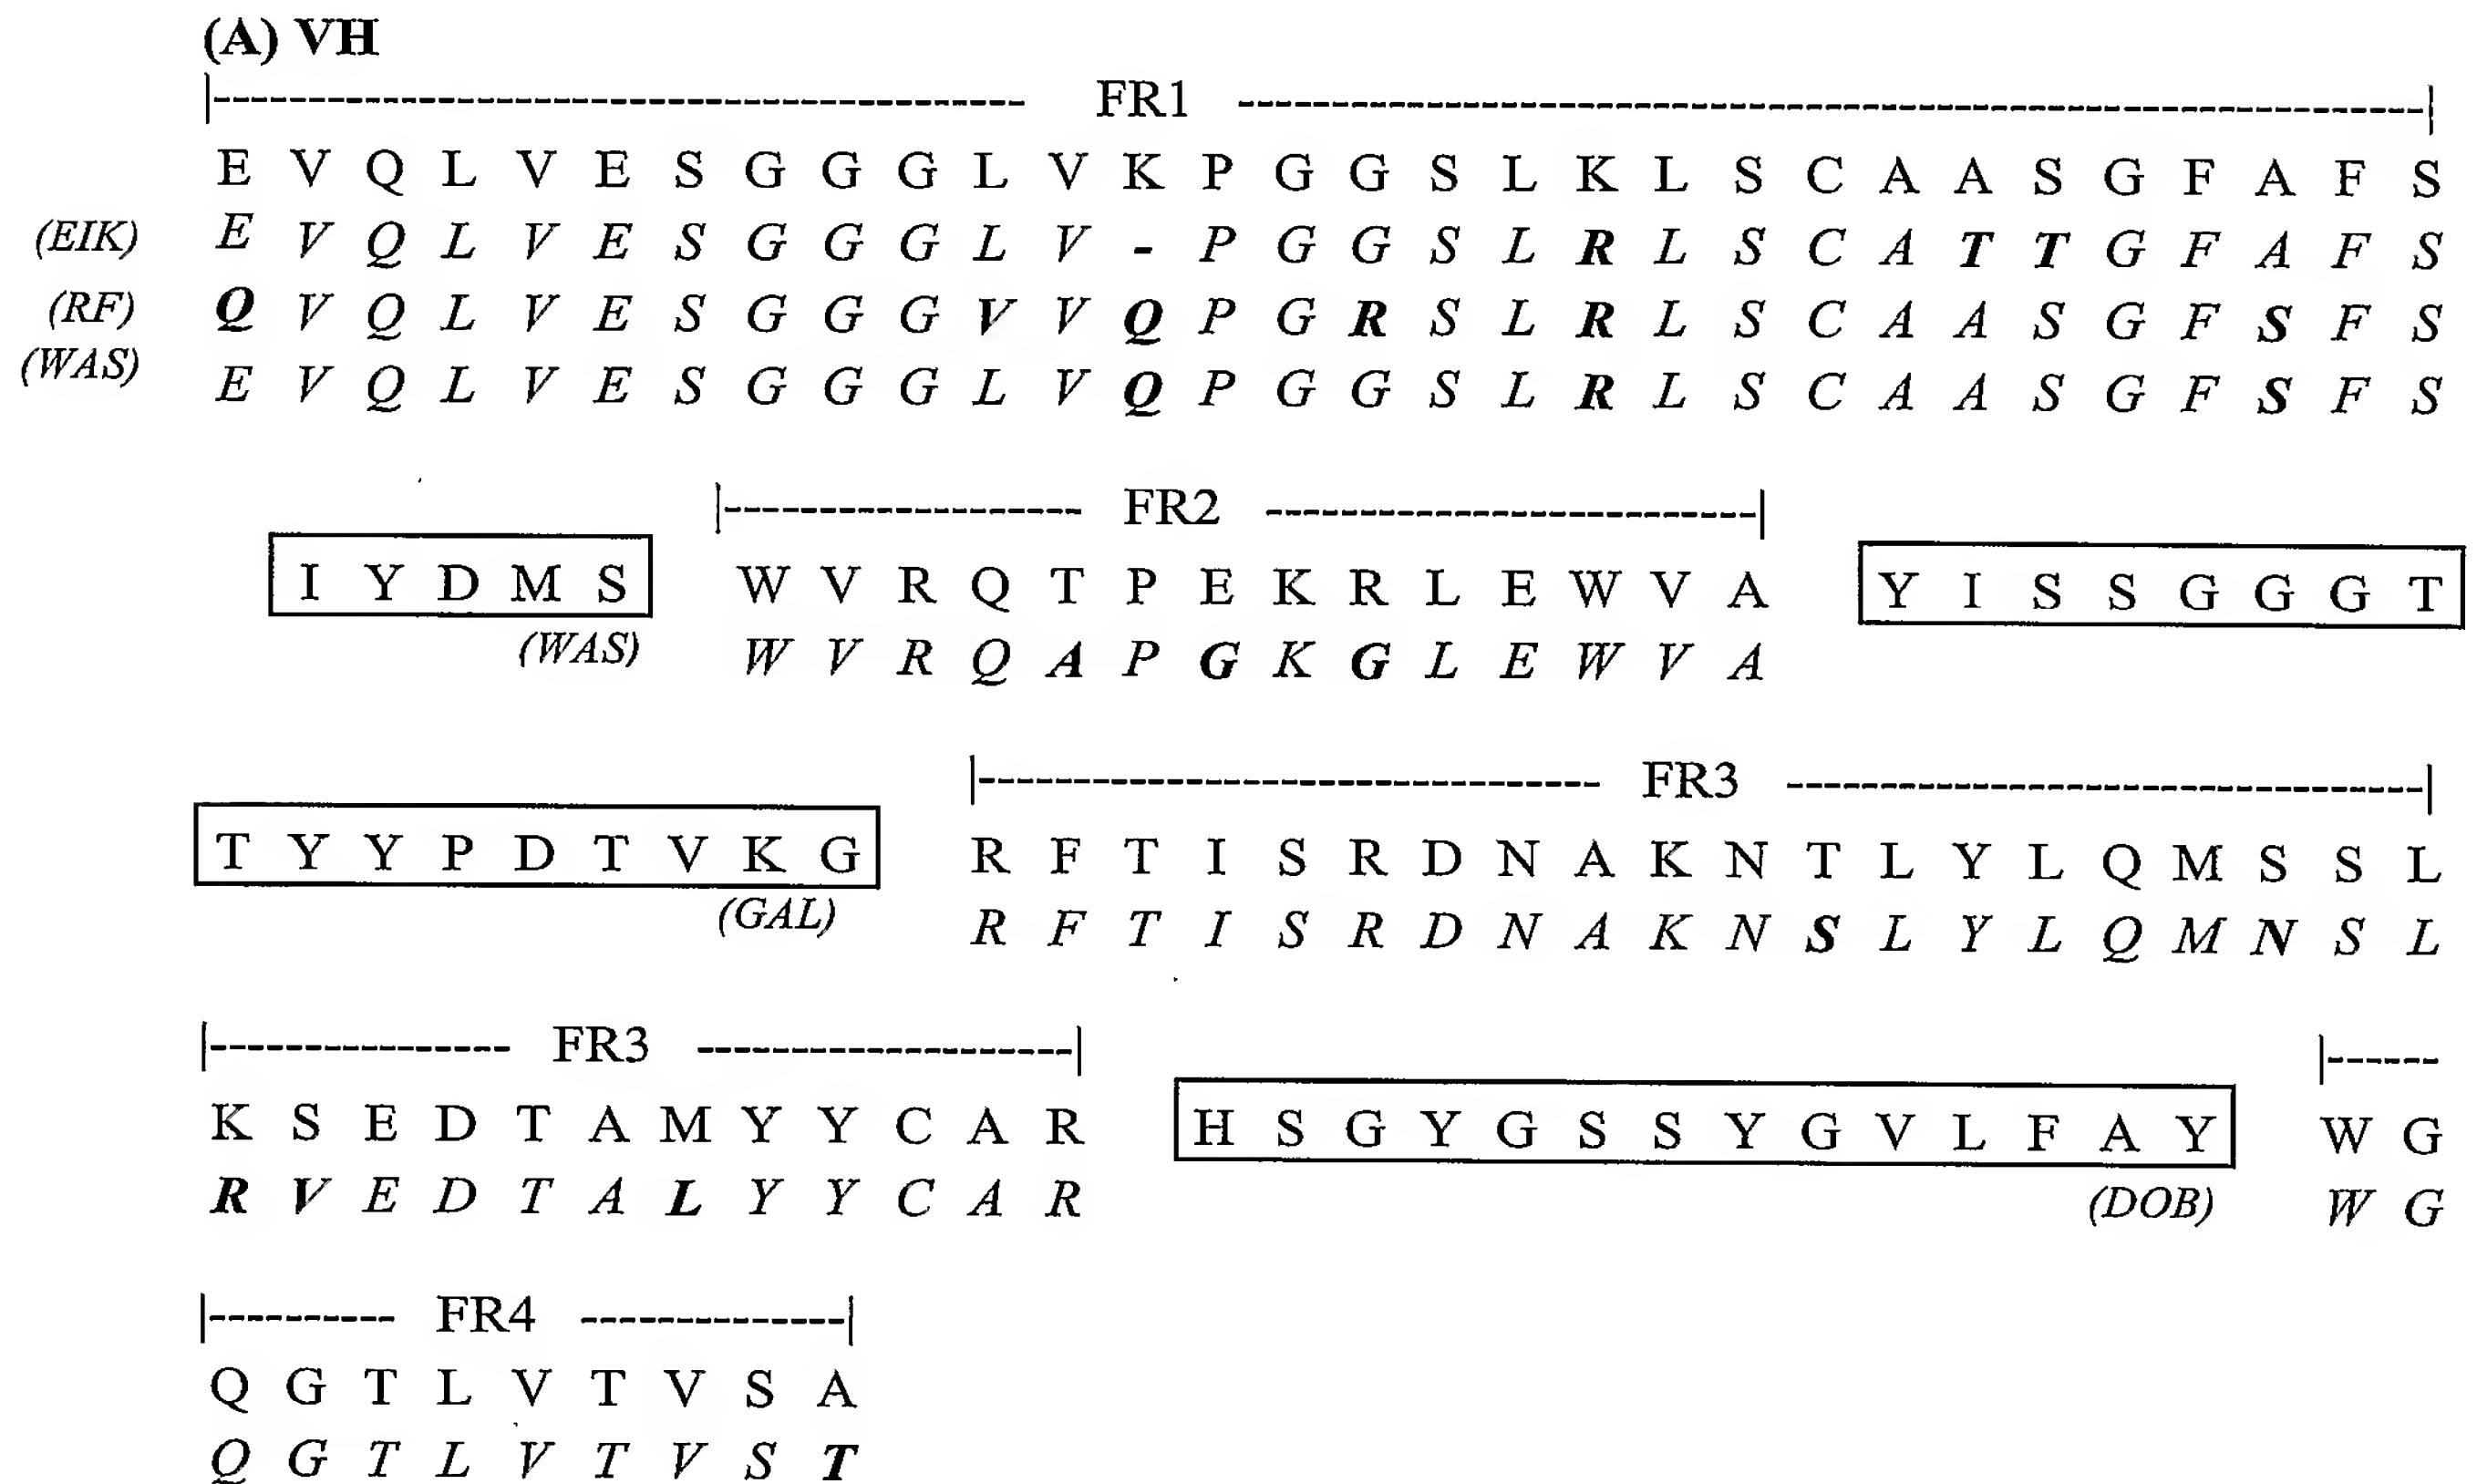 (A) VH
|-------------------- FR1 --------------------|
E V Q L V E S G G G L V K P G G S L K L S C A A S G F A F S
(EIK) E V Q L V E S G G G L V - P G G S L R L S C A T T G F A F S
(RF) Q V Q L V E S G G G V V Q P G R S L R L S C A A S G F S F S
(WAS) E V Q L V E S G G G L V Q P G G S L R L S C A A S G F S F S
|---------- FR2 ----------|
I Y D M S W V R Q T P E K R L E W V A Y I S S G G G T
(WAS) W V R Q A P G K G L E W V A
|---------- FR3 ----------|
T Y Y P D T V K G R F T I S R D N A K N T L Y L Q M S S L
(GAL) R F T I S R D N A K N S L Y L Q M N S L
|---------- FR3 ----------| |------
K S E D T A M Y Y C A R H S G Y G S S Y G V L F A Y W G
R V E D T A L Y Y C A R (DOB) W G
|---------- FR4 ----------|
Q G T L V T V S A
Q G T L V T V S T